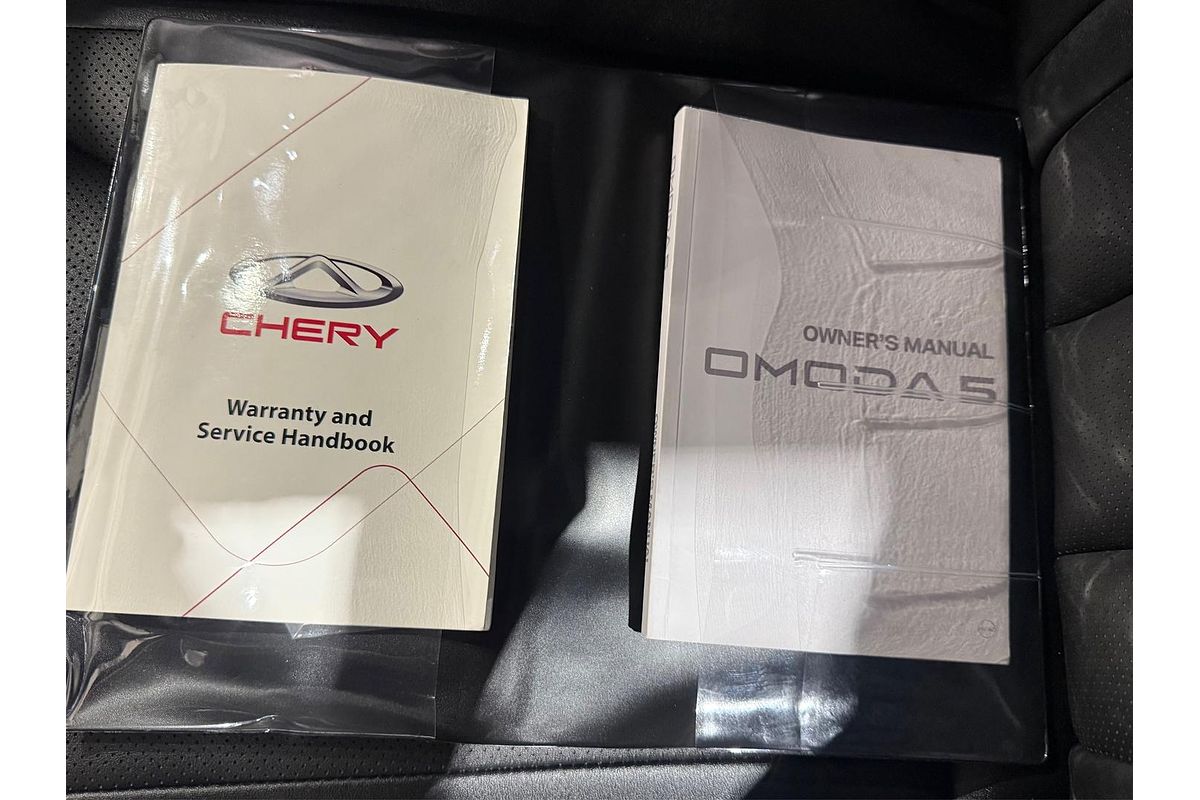 CHERY
Warranty and
Service Handbook
OWNER'S MANUAL
OMODA 5